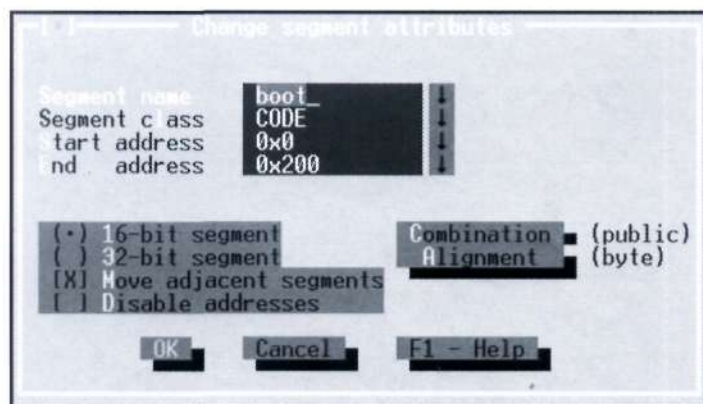 [·] Change segment attributes
Segment name boot_ ↓
Segment class CODE ↓
Start address 0x0 ↓
End address 0x200 ↓
(·) 16-bit segment
( ) 32-bit segment
[X] Move adjacent segments
[ ] Disable addresses
Combination (public)
Alignment (byte)
OK Cancel F1 - Help